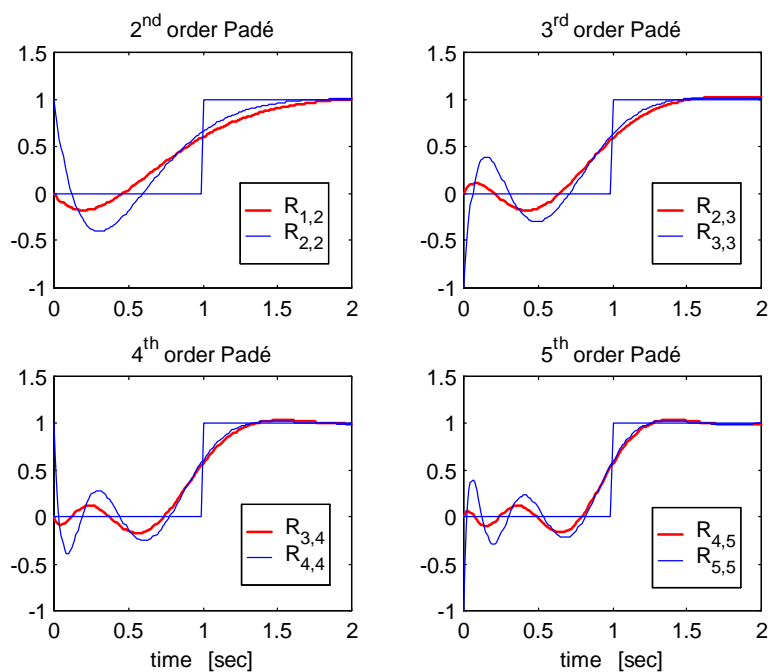 2nd order Padé
1.5
1
0.5
0
-0.5
-1
0 0.5 1 1.5 2
R1,2
R2,2
3rd order Padé
1.5
1
0.5
0
-0.5
-1
0 0.5 1 1.5 2
R2,3
R3,3
4th order Padé
1.5
1
0.5
0
-0.5
-1
0 0.5 1 1.5 2
time [sec]
R3,4
R4,4
5th order Padé
1.5
1
0.5
0
-0.5
-1
0 0.5 1 1.5 2
time [sec]
R4,5
R5,5